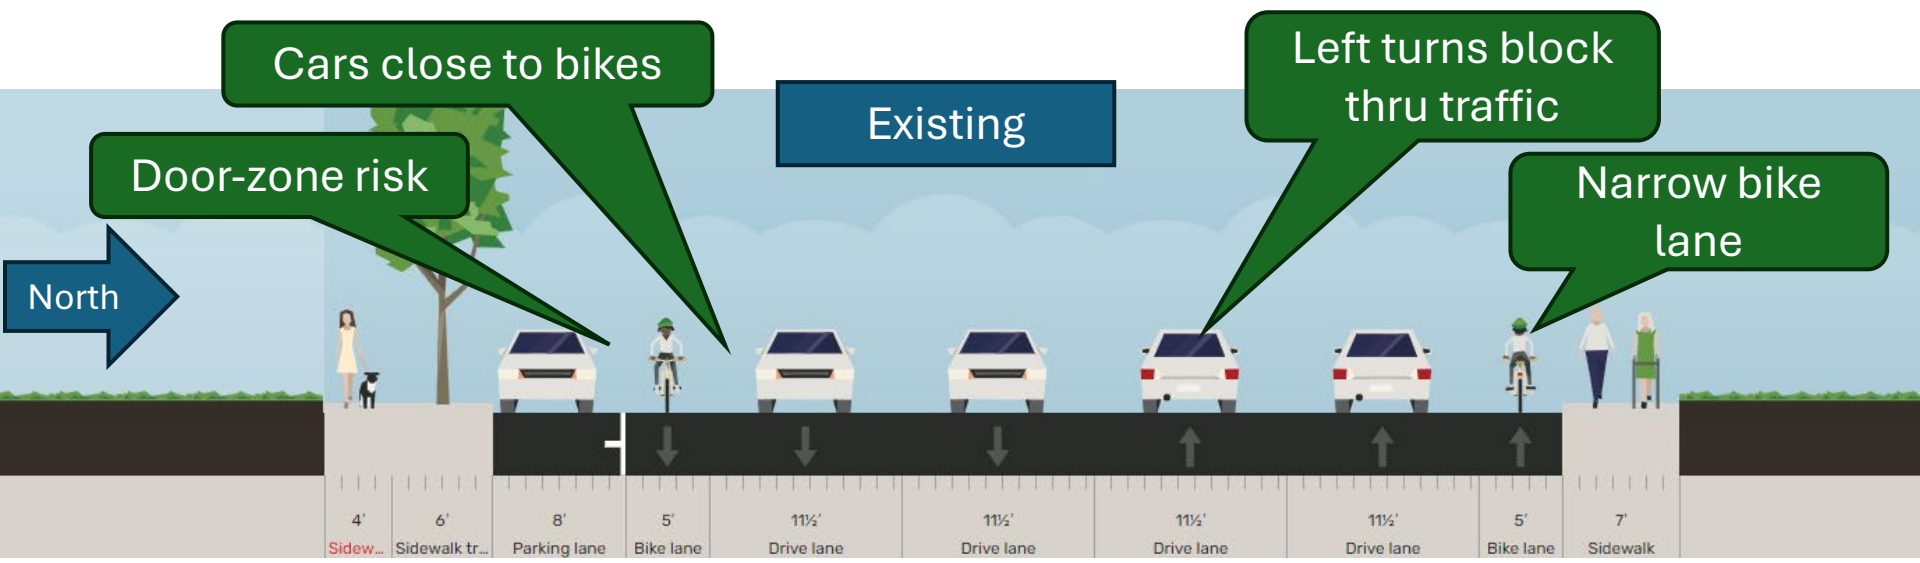 Cars close to bikes
Left turns block
thru traffic
Existing
Door-zone risk
Narrow bike
lane
North
4' 6' 8' 5' 11½' 11½' 11½' 11½' 5' 7'
Sidew... Sidewalk tr... Parking lane Bike lane Drive lane Drive lane Drive lane Drive lane Bike lane Sidewalk